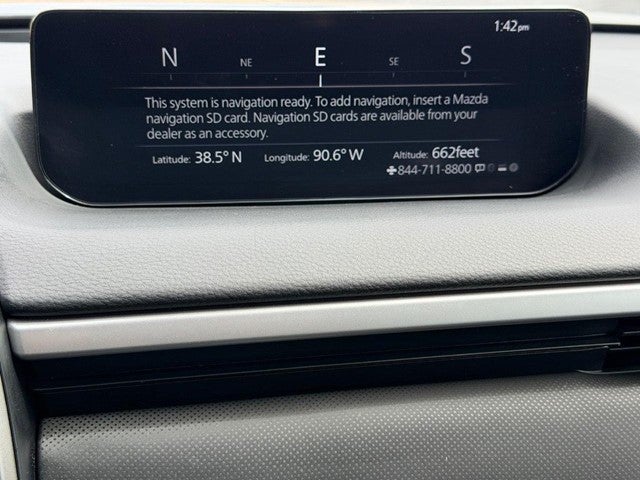 1:42pm
N NE E SE S
This system is navigation ready. To add navigation, insert a Mazda
navigation SD card. Navigation SD cards are available from your
dealer as an accessory.
Latitude: 38.5° N Longitude: 90.6° W Altitude: 662feet
844-711-8800